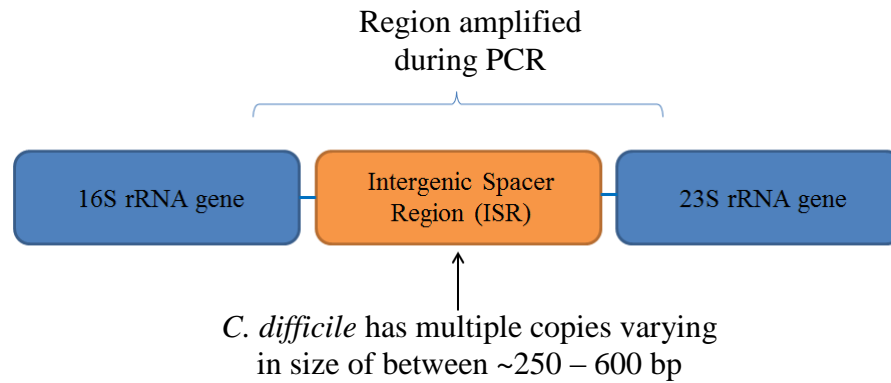 Region amplified
during PCR
16S rRNA gene
Intergenic Spacer
Region (ISR)
23S rRNA gene
C. difficile has multiple copies varying
in size of between ~250 – 600 bp